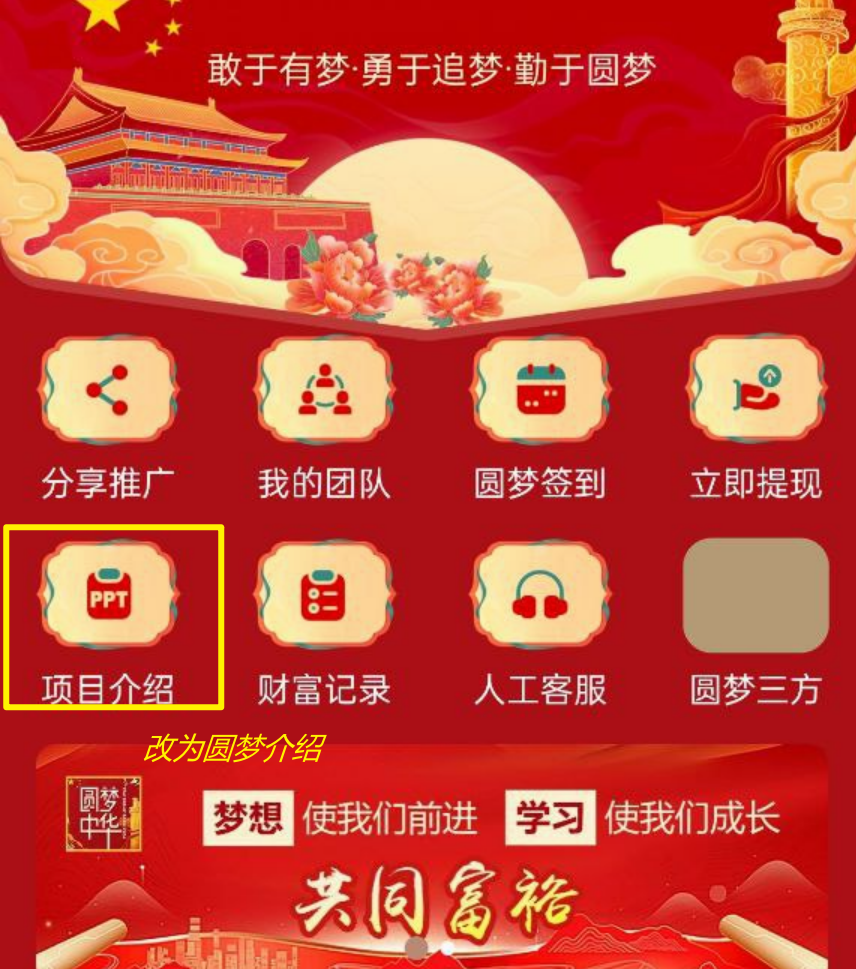 敢于有梦·勇于追梦·勤于圆梦
分享推广 我的团队 圆梦签到 立即提现
PPT
项目介绍 财富记录 人工客服 圆梦三方
改为圆梦介绍
圆梦
中华
梦想 使我们前进 学习 使我们成长
共同富裕